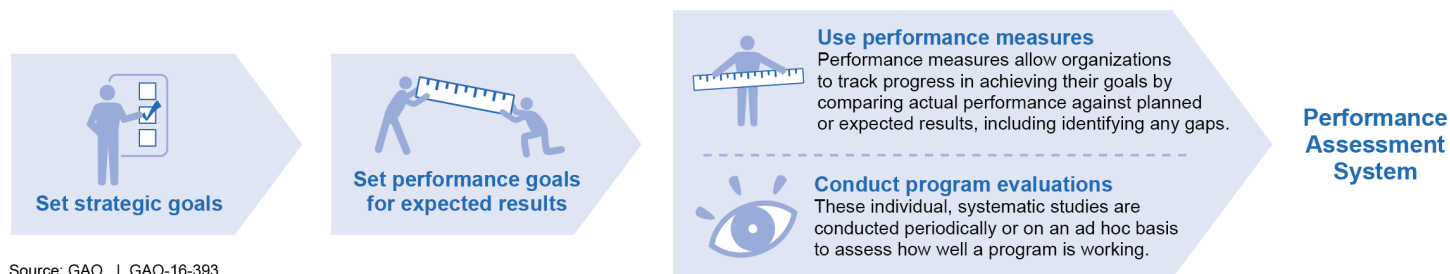 Set strategic goals
Set performance goals
for expected results
Use performance measures
Performance measures allow organizations
to track progress in achieving their goals by
comparing actual performance against planned
or expected results, including identifying any gaps.
Conduct program evaluations
These individual, systematic studies are
conducted periodically or on an ad hoc basis
to assess how well a program is working.
Performance
Assessment
System
Source: GAO. | GAO-16-393